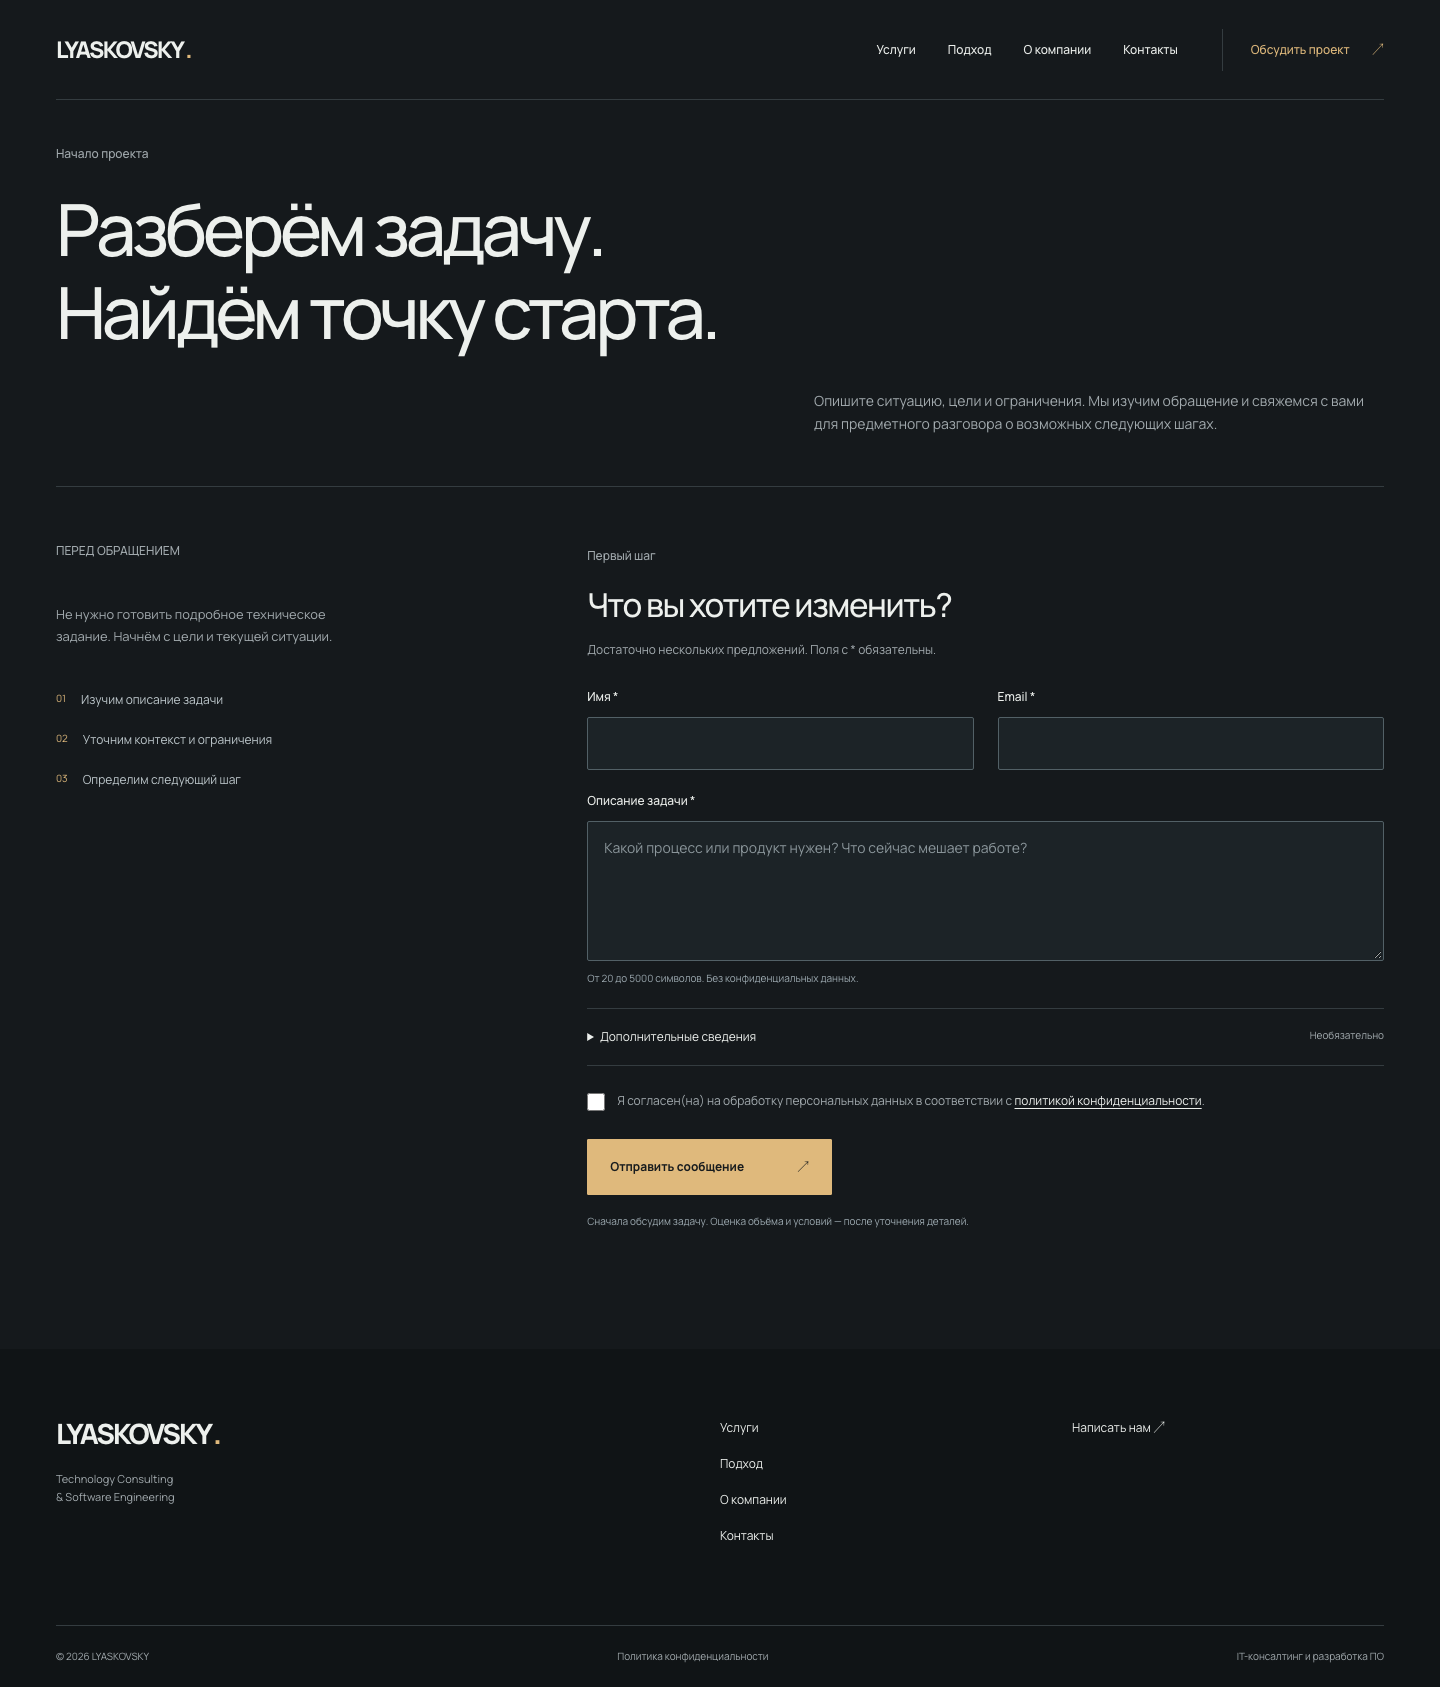 LYASKOVSKY.
Услуги
Подход
О компании
Контакты
Обсудить проект ↗
Начало проекта
Разберём задачу.
Найдём точку старта.
Опишите ситуацию, цели и ограничения. Мы изучим обращение и свяжемся с вами
для предметного разговора о возможных следующих шагах.
ПЕРЕД ОБРАЩЕНИЕМ
Не нужно готовить подробное техническое
задание. Начнём с цели и текущей ситуации.
01 Изучим описание задачи
02 Уточним контекст и ограничения
03 Определим следующий шаг
Первый шаг
Что вы хотите изменить?
Достаточно нескольких предложений. Поля с * обязательны.
Имя *
Email *
Описание задачи *
Какой процесс или продукт нужен? Что сейчас мешает работе?
От 20 до 5000 символов. Без конфиденциальных данных.
Дополнительные сведения
Необязательно
Я согласен(на) на обработку персональных данных в соответствии с политикой конфиденциальности.
Отправить сообщение ↗
Сначала обсудим задачу. Оценка объёма и условий — после уточнения деталей.
LYASKOVSKY.
Technology Consulting
& Software Engineering
Услуги
Подход
О компании
Контакты
Написать нам ↗
© 2026 LYASKOVSKY
Политика конфиденциальности
IT-консалтинг и разработка ПО